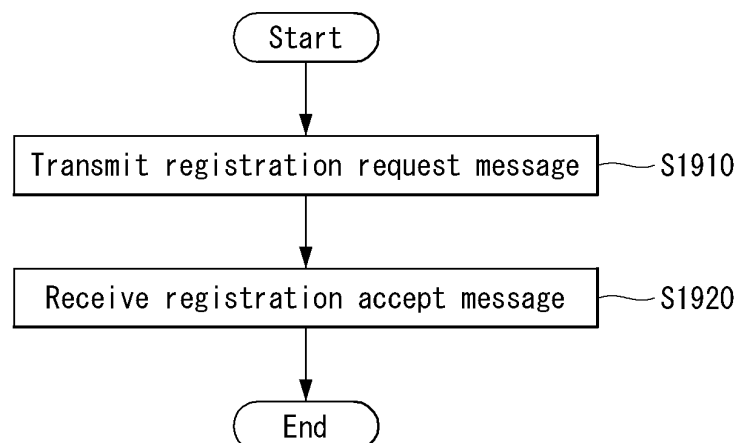 Start
Transmit registration request message
S1910
Receive registration accept message
S1920
End